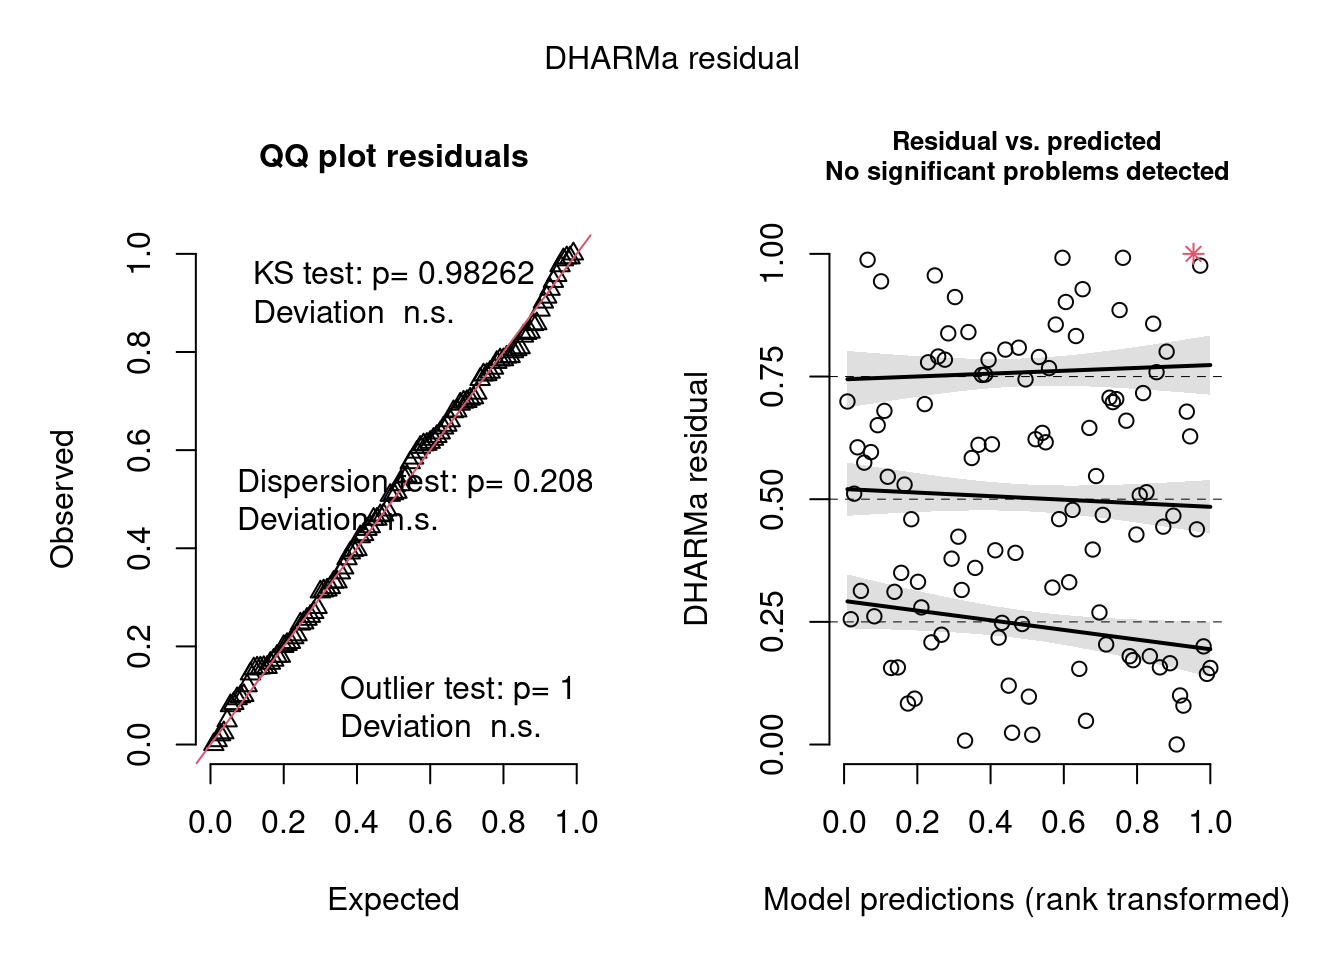 DHARMa residual
QQ plot residuals
KS test: p= 0.98262
Deviation  n.s.
Dispersion test: p= 0.208
Deviation  n.s.
Outlier test: p= 1
Deviation  n.s.
Observed
0.0 0.2 0.4 0.6 0.8 1.0
0.0 0.2 0.4 0.6 0.8 1.0
Expected
Residual vs. predicted
No significant problems detected
DHARMa residual
0.00 0.25 0.50 0.75 1.00
0.0 0.2 0.4 0.6 0.8 1.0
Model predictions (rank transformed)